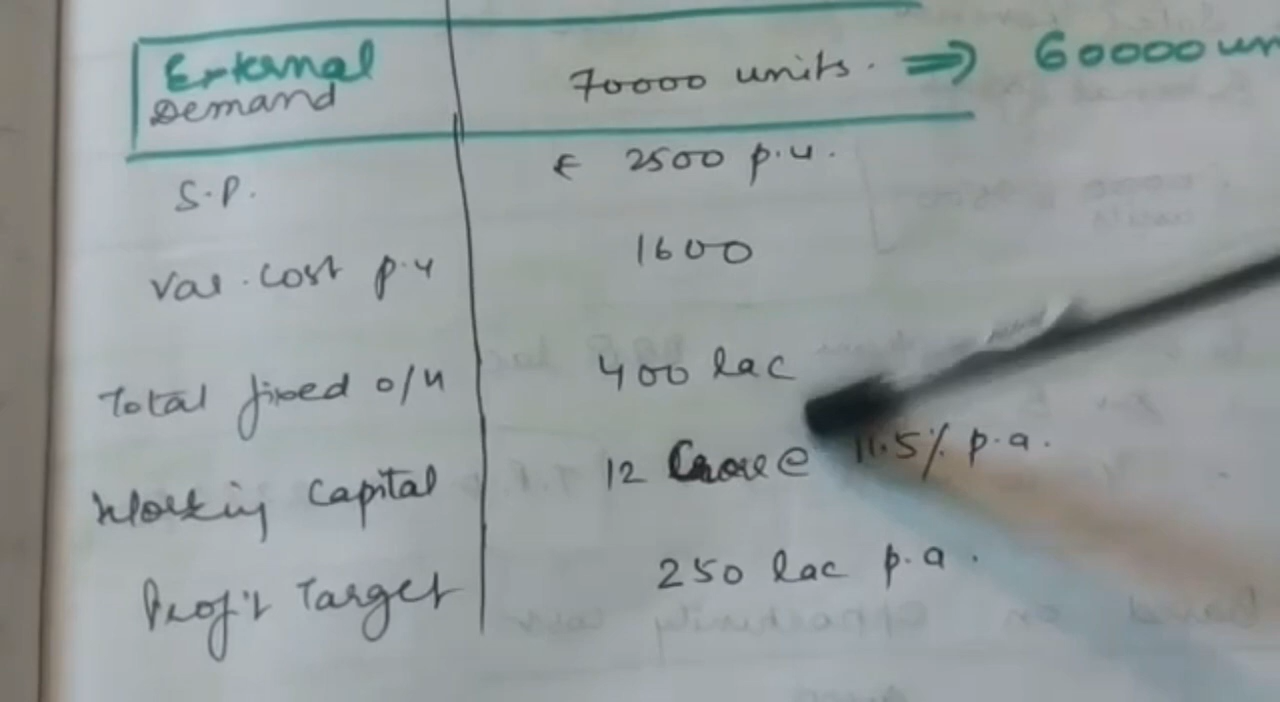 External Demand 70000 units. ⇒ 60000 un
S.P. ₹ 2500 p.u.
Var. cost p.u 1600
Total fixed o/h 400 lac
Working Capital 12 Crore @ 11.5% p.a.
Profit Target 250 lac p.a.